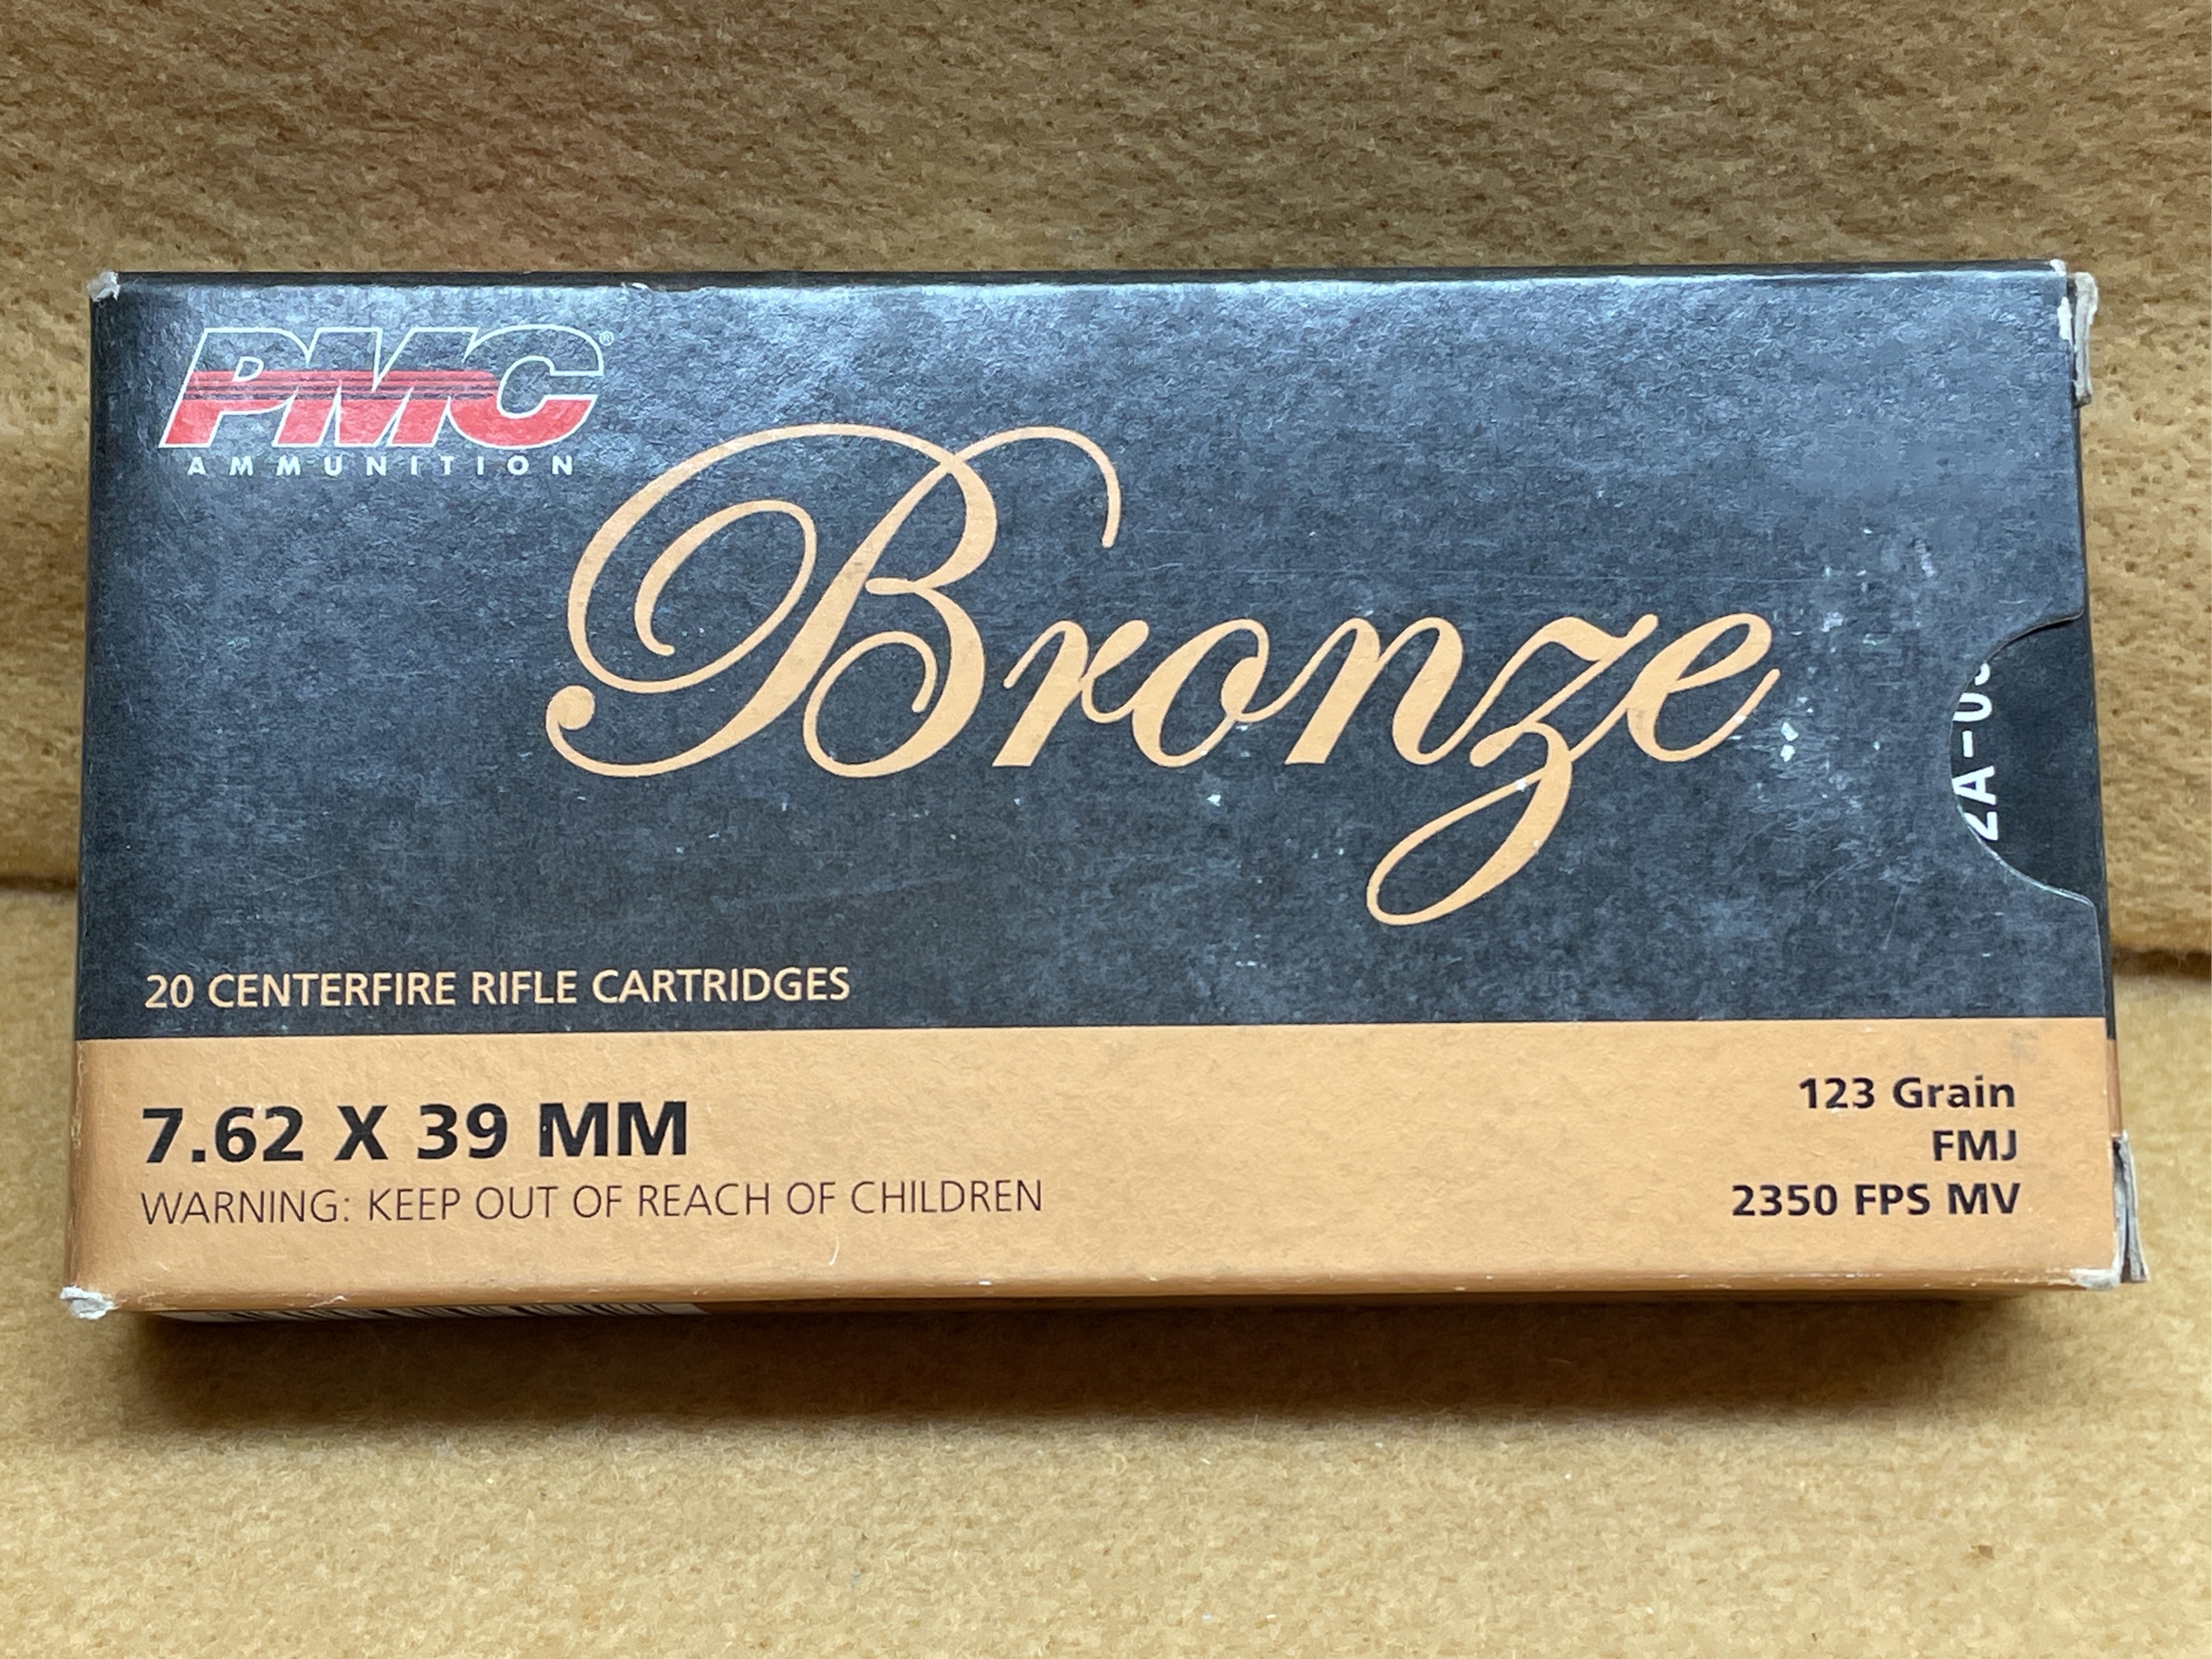 PMC®
AMMUNITION
Bronze
20 CENTERFIRE RIFLE CARTRIDGES
7.62 X 39 MM
WARNING: KEEP OUT OF REACH OF CHILDREN
123 Grain
FMJ
2350 FPS MV